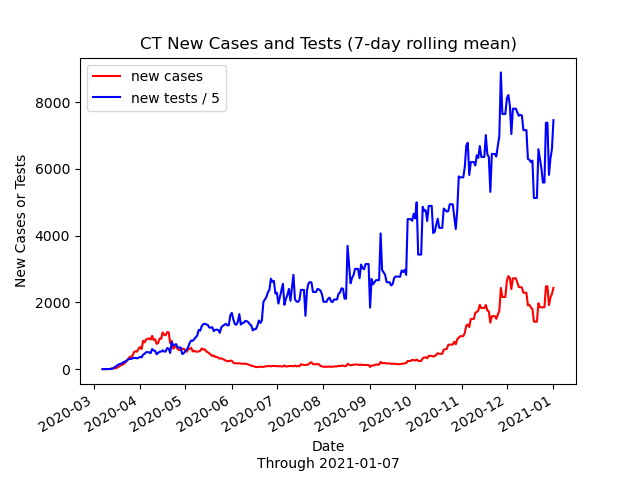 CT New Cases and Tests (7-day rolling mean)
new cases
new tests / 5
New Cases or Tests
8000
6000
4000
2000
0
2020-03
2020-04
2020-05
2020-06
2020-07
2020-08
2020-09
2020-10
2020-11
2020-12
2021-01
Date
Through 2021-01-07